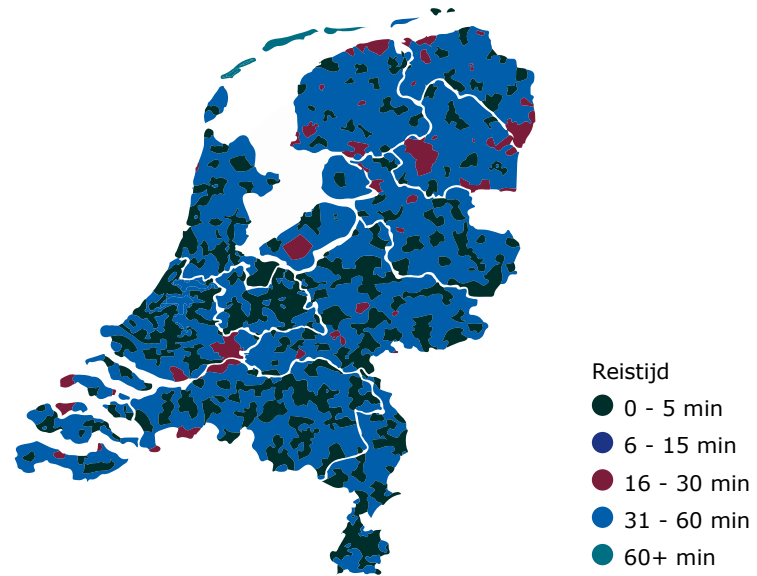 Reistijd
0 - 5 min
6 - 15 min
16 - 30 min
31 - 60 min
60+ min